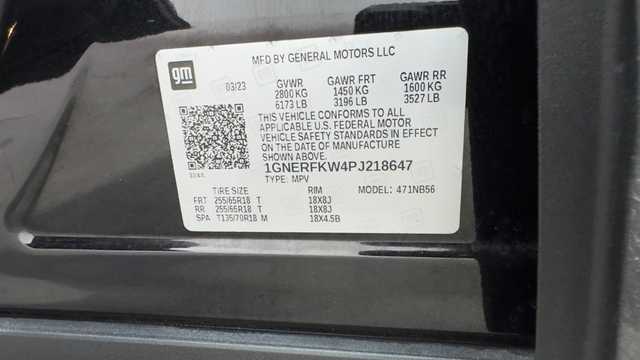 MFD BY GENERAL MOTORS LLC
gm
03/23 GVWR GAWR FRT GAWR RR
2800 KG 1450 KG 1600 KG
6173 LB 3196 LB 3527 LB
THIS VEHICLE CONFORMS TO ALL
APPLICABLE U.S. FEDERAL MOTOR
VEHICLE SAFETY STANDARDS IN EFFECT
ON THE DATE OF MANUFACTURE
SHOWN ABOVE.
1GNERFKW4PJ218647
TYPE: MPV MODEL: 471NB56
TIRE SIZE RIM
FRT 255/65R18 T 18X8J
RR 255/65R18 T 18X8J
SPA T135/70R18 M 18X4.5B